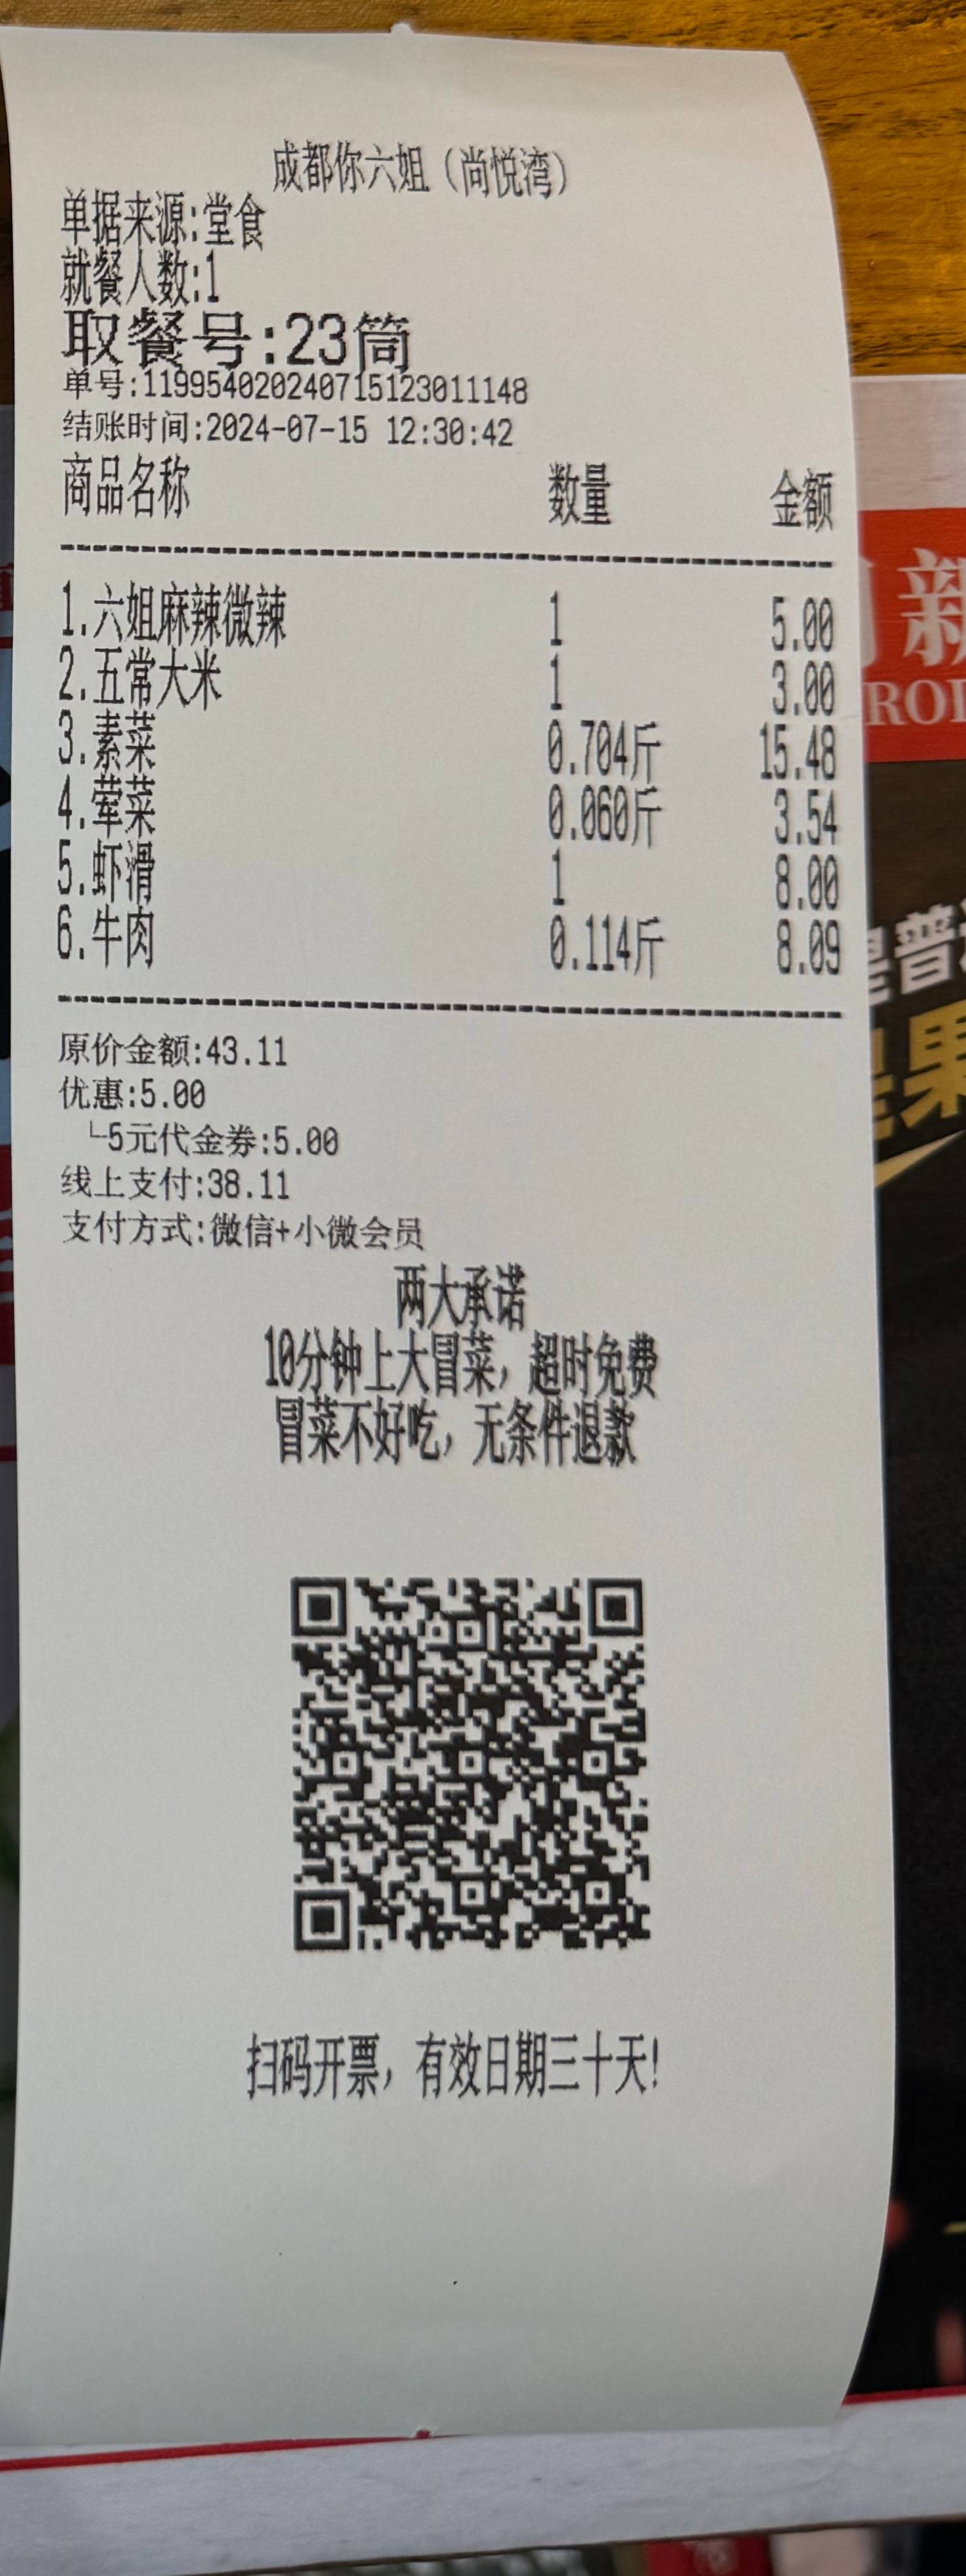 成都你六姐（尚悦湾）
单据来源:堂食
就餐人数:1
取餐号:23筒
单号:119954020240715123011148
结账时间:2024-07-15 12:30:42
商品名称 数量 金额
1.六姐麻辣微辣 1 5.00
2.五常大米 1 3.00
3.素菜 0.704斤 15.48
4.荤菜 0.060斤 3.54
5.虾滑 1 8.00
6.牛肉 0.114斤 8.09
原价金额:43.11
优惠:5.00
└5元代金券:5.00
线上支付:38.11
支付方式:微信+小微会员
两大承诺
10分钟上大冒菜，超时免费
冒菜不好吃，无条件退款
扫码开票，有效日期三十天!
新
ROD
普
果